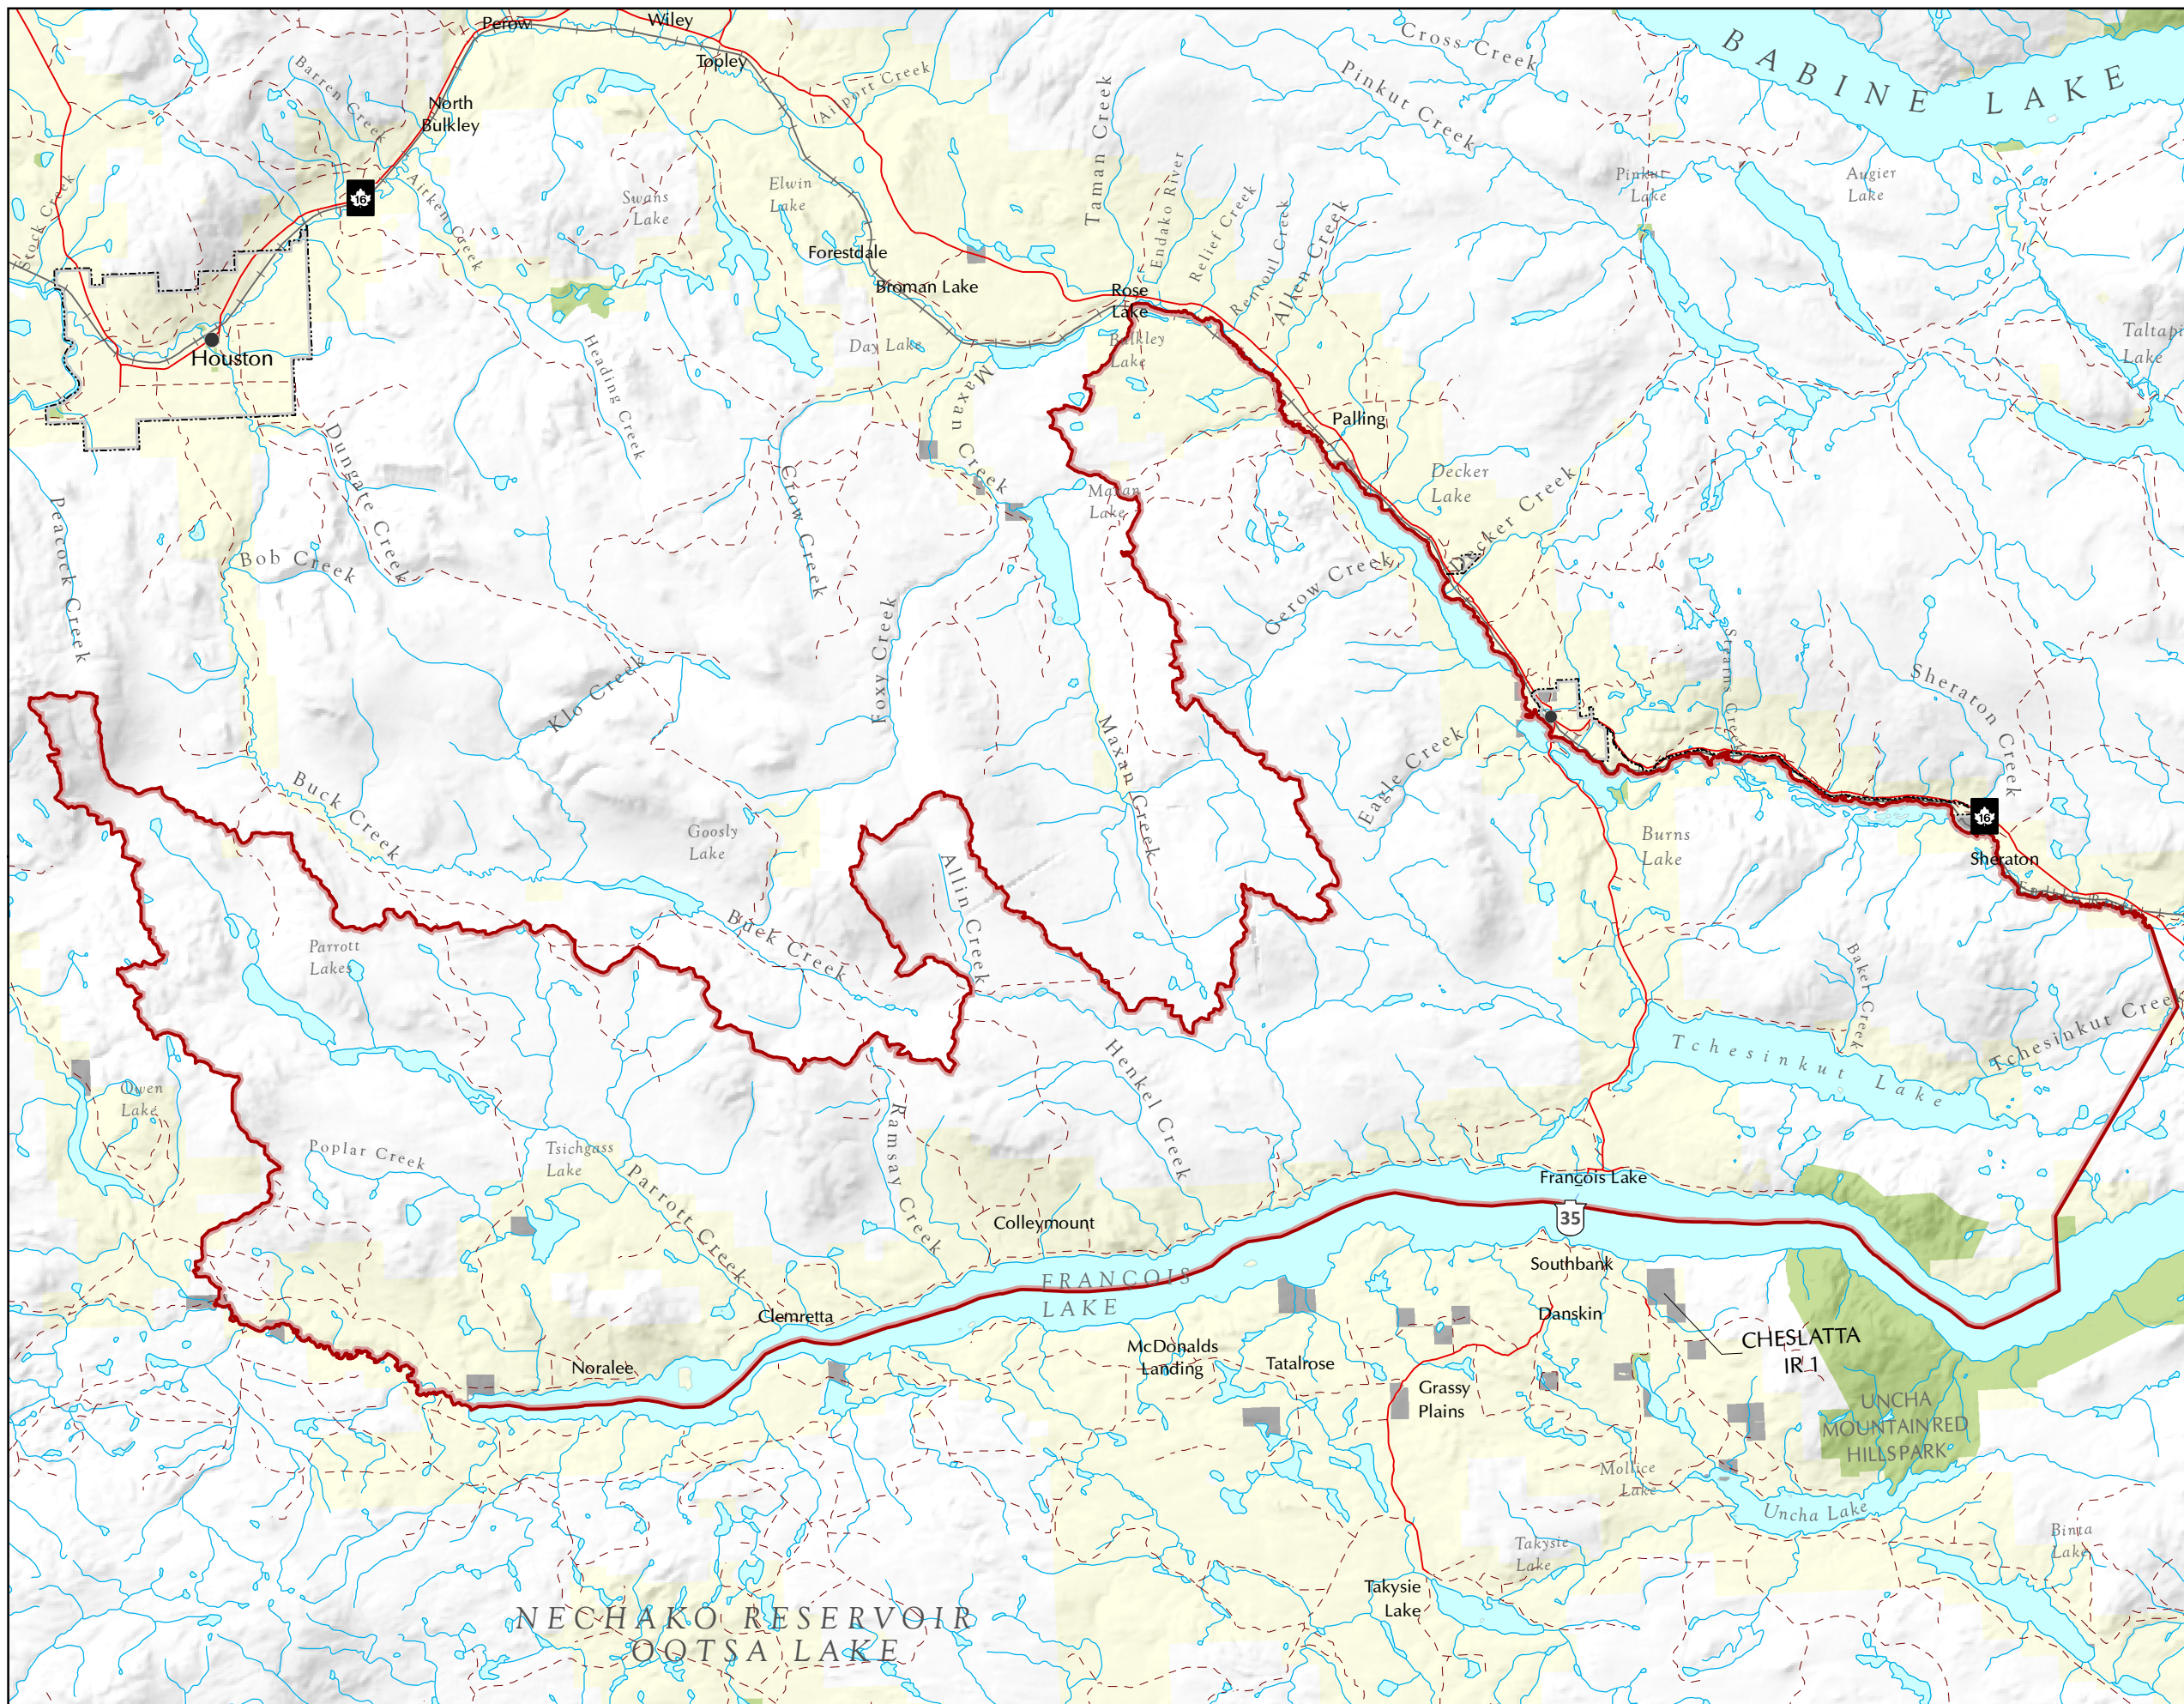 Perow
Wiley
Topley
Cross Creek
Pinkut Creek
BABINE LAKE
Barren Creek
North
Bulkley
Airport Creek
Taman Creek
16
Stock Creek
Aitken Creek
Swans
Lake
Elwin
Lake
Endako River
Relief Creek
Rentoul Creek
Allen Creek
Pinkut
Lake
Augier
Lake
Forestdale
Broman Lake
Rose
Lake
Houston
Day Lake
Bulkley
Lake
Heading Creek
Maxan Creek
Palling
Dungate Creek
Crow Creek
Maxan
Lake
Decker
Lake
Decker Creek
Peacock Creek
Bob Creek
Gerow Creek
Foxy Creek
Klo Creek
Maxan Creek
Eagle Creek
Stearns Creek
Sheraton Creek
Buck Creek
Goosly
Lake
Burns
Lake
16
Sheraton
Allin Creek
Buck Creek
Parrott
Lakes
Baker Creek
Tchesinkut Creek
Tchesinkut Lake
Owen
Lake
Henkel Creek
Poplar Creek
Tsichgass
Lake
Parrott Creek
Ramsay Creek
Colleymount
François Lake
35
Southbank
FRANÇOIS
LAKE
Clemretta
Danskin
McDonalds
Landing
Tatalrose
CHESLATTA
IR 1
Noralee
Grassy
Plains
UNCHA
MOUNTAIN RED
HILLS PARK
Mollice
Lake
Uncha Lake
Takysie
Lake
Binta
Lake
Takysie
Lake
NECHAKO RESERVOIR
OOTSA LAKE